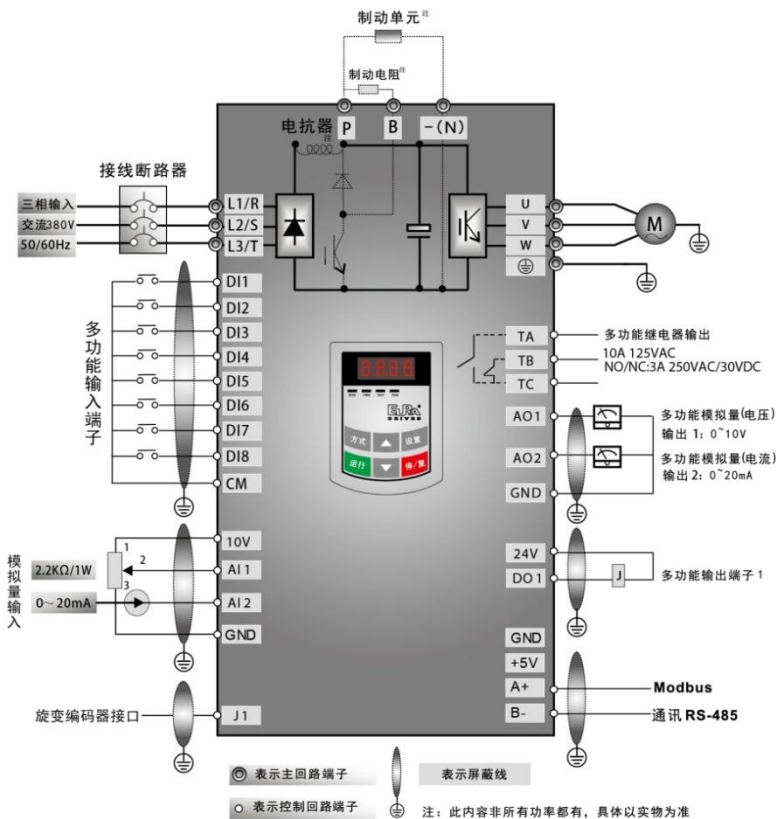 制动单元注
制动电阻注
电抗器注
P
B
-(N)
接线断路器
三相输入
交流380V
50/60Hz
L1/R
L2/S
L3/T
U
V
W
M
多功能输入端子
DI1
DI2
DI3
DI4
DI5
DI6
DI7
DI8
CM
8.8.8.8.
EURA
DRIVES
方式
设置
运行
停/复
TA
TB
TC
多功能继电器输出
10A 125VAC
NO/NC:3A 250VAC/30VDC
AO1
AO2
GND
多功能模拟量(电压)
输出 1: 0~10V
多功能模拟量(电流)
输出 2: 0~20mA
模拟量输入
2.2KΩ/1W
0～20mA
1
2
3
10V
AI1
AI2
GND
24V
DO1
J
多功能输出端子 1
GND
+5V
A+
B-
Modbus
通讯 RS-485
旋变编码器接口
J1
表示主回路端子
表示屏蔽线
表示控制回路端子
注：此内容非所有功率都有，具体以实物为准